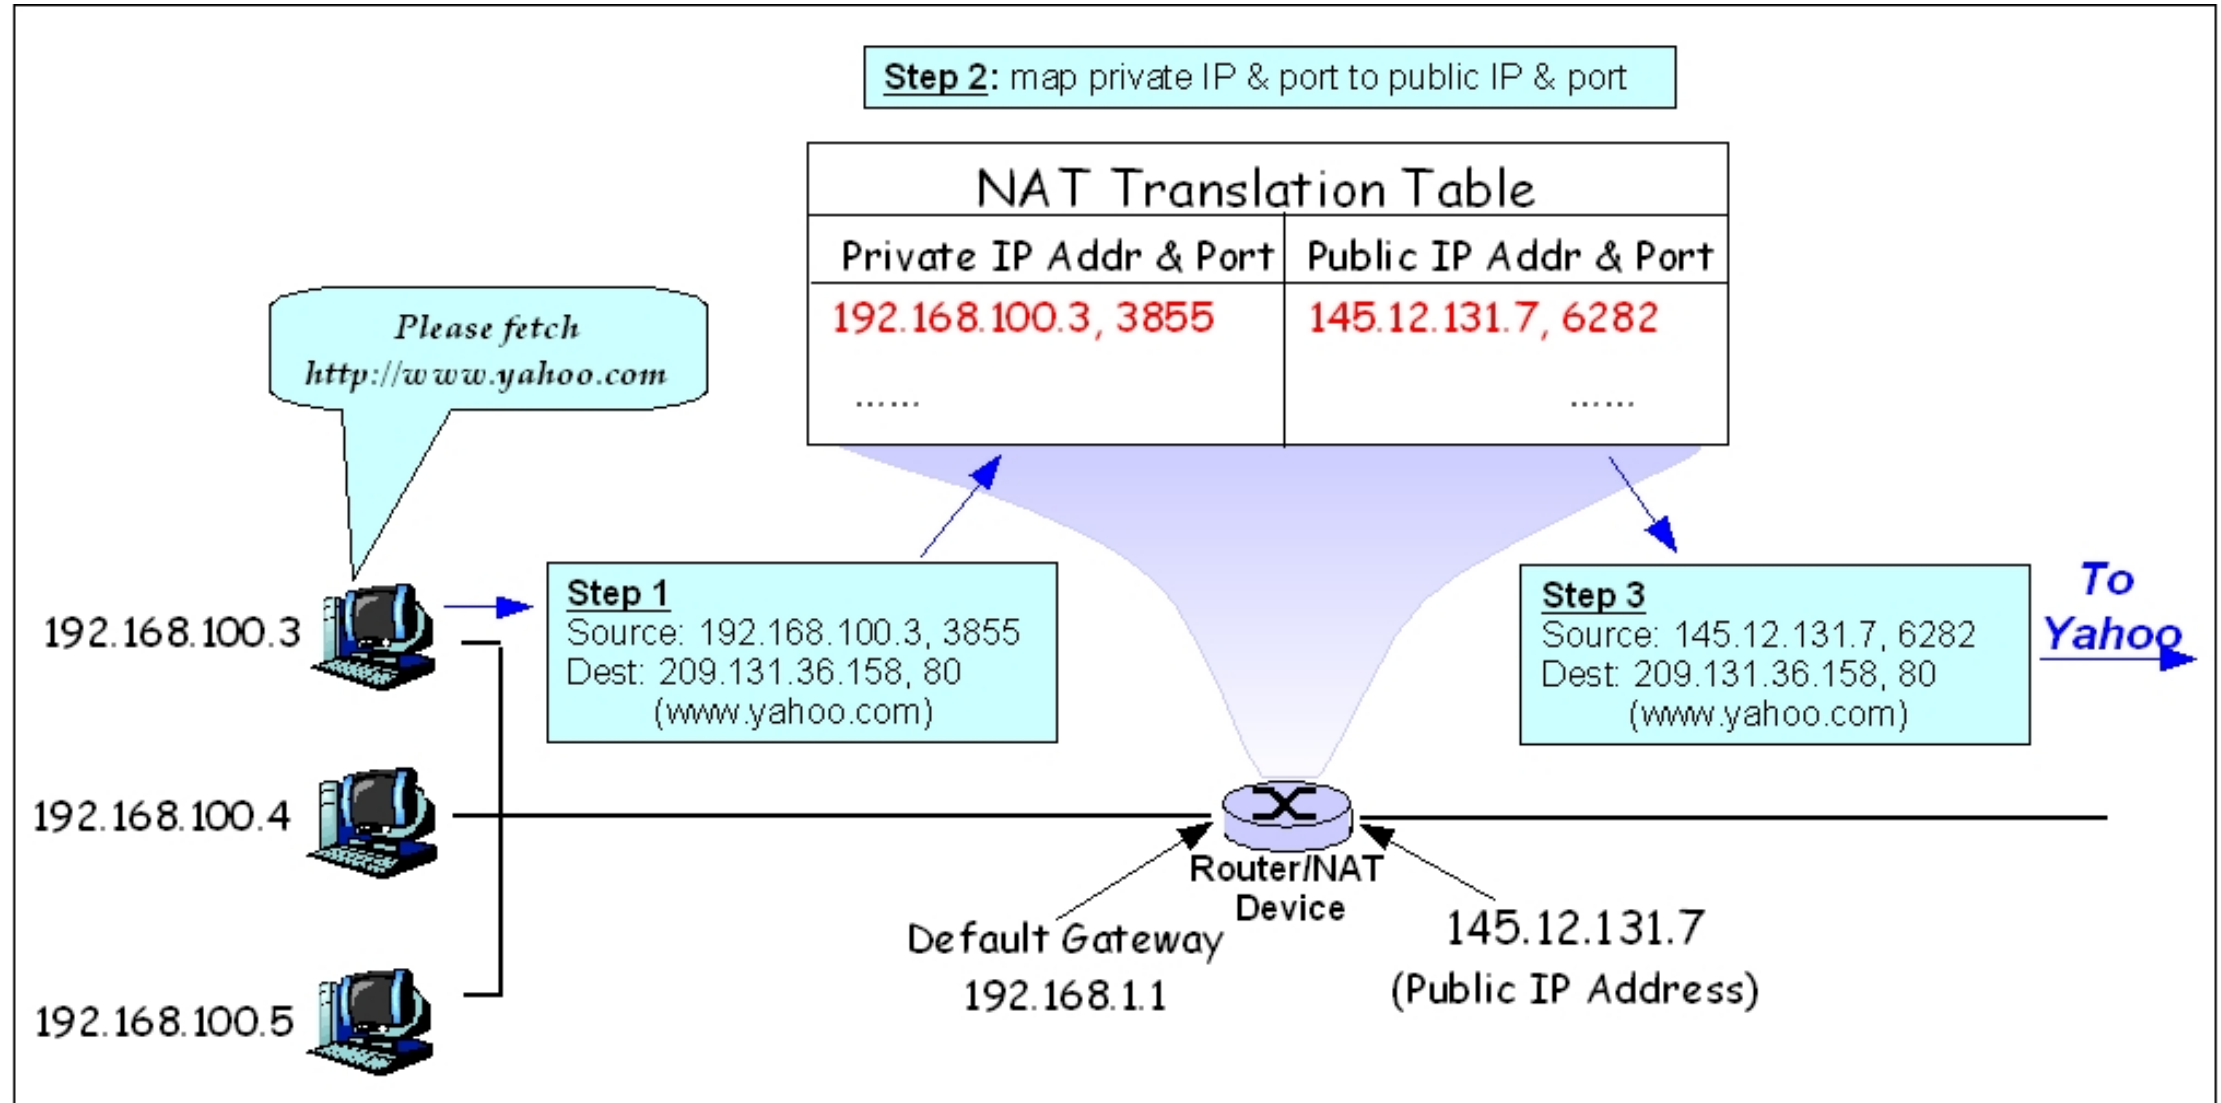 Step 2: map private IP & port to public IP & port
NAT Translation Table
Private IP Addr & Port
Public IP Addr & Port
192.168.100.3, 3855
145.12.131.7, 6282
......
......
Please fetch
http://www.yahoo.com
192.168.100.3
Step 1
Source: 192.168.100.3, 3855
Dest: 209.131.36.158, 80
(www.yahoo.com)
Step 3
Source: 145.12.131.7, 6282
Dest: 209.131.36.158, 80
(www.yahoo.com)
To
Yahoo
192.168.100.4
Router/NAT
Device
Default Gateway
192.168.1.1
145.12.131.7
(Public IP Address)
192.168.100.5